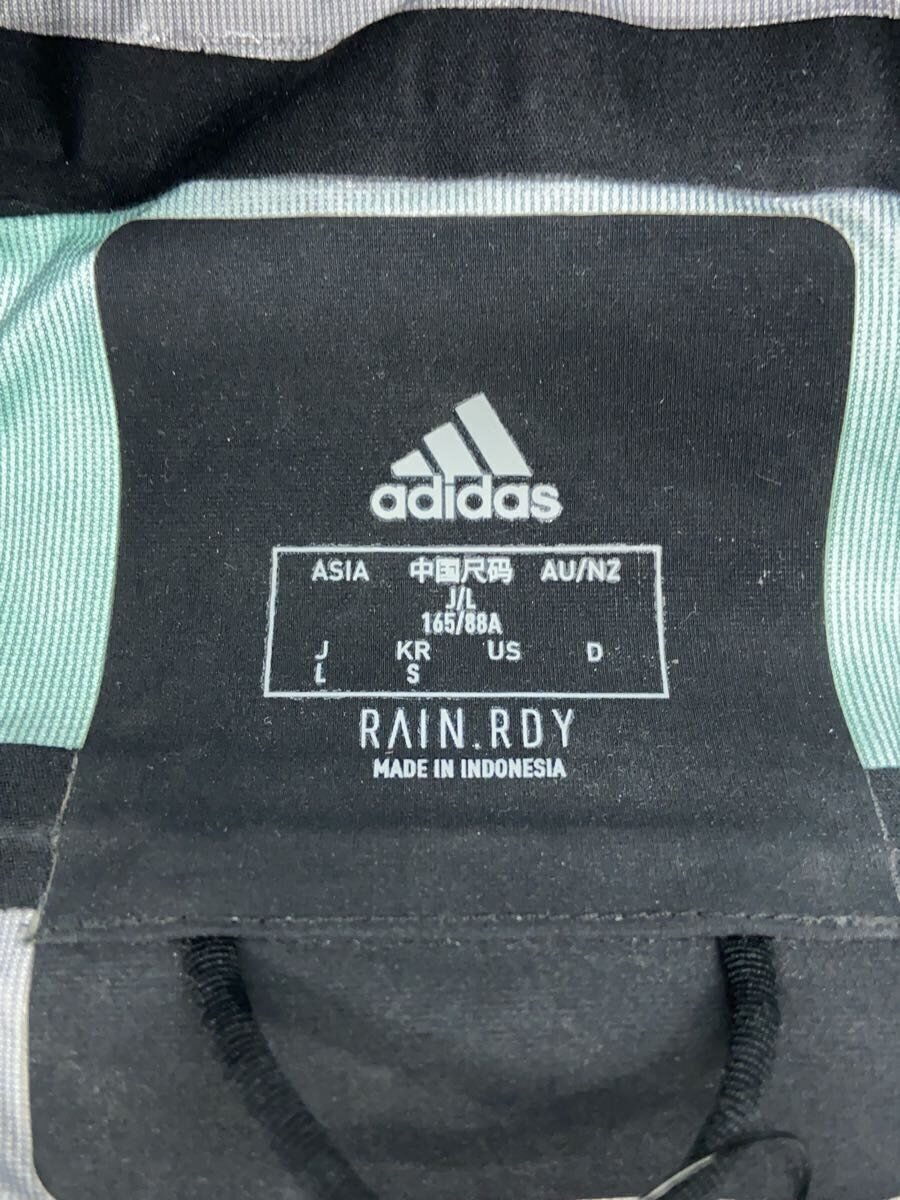 adidas
ASIA 中国尺码 AU/NZ
J/L
165/88A
J KR US D
L S
RAIN.RDY
MADE IN INDONESIA